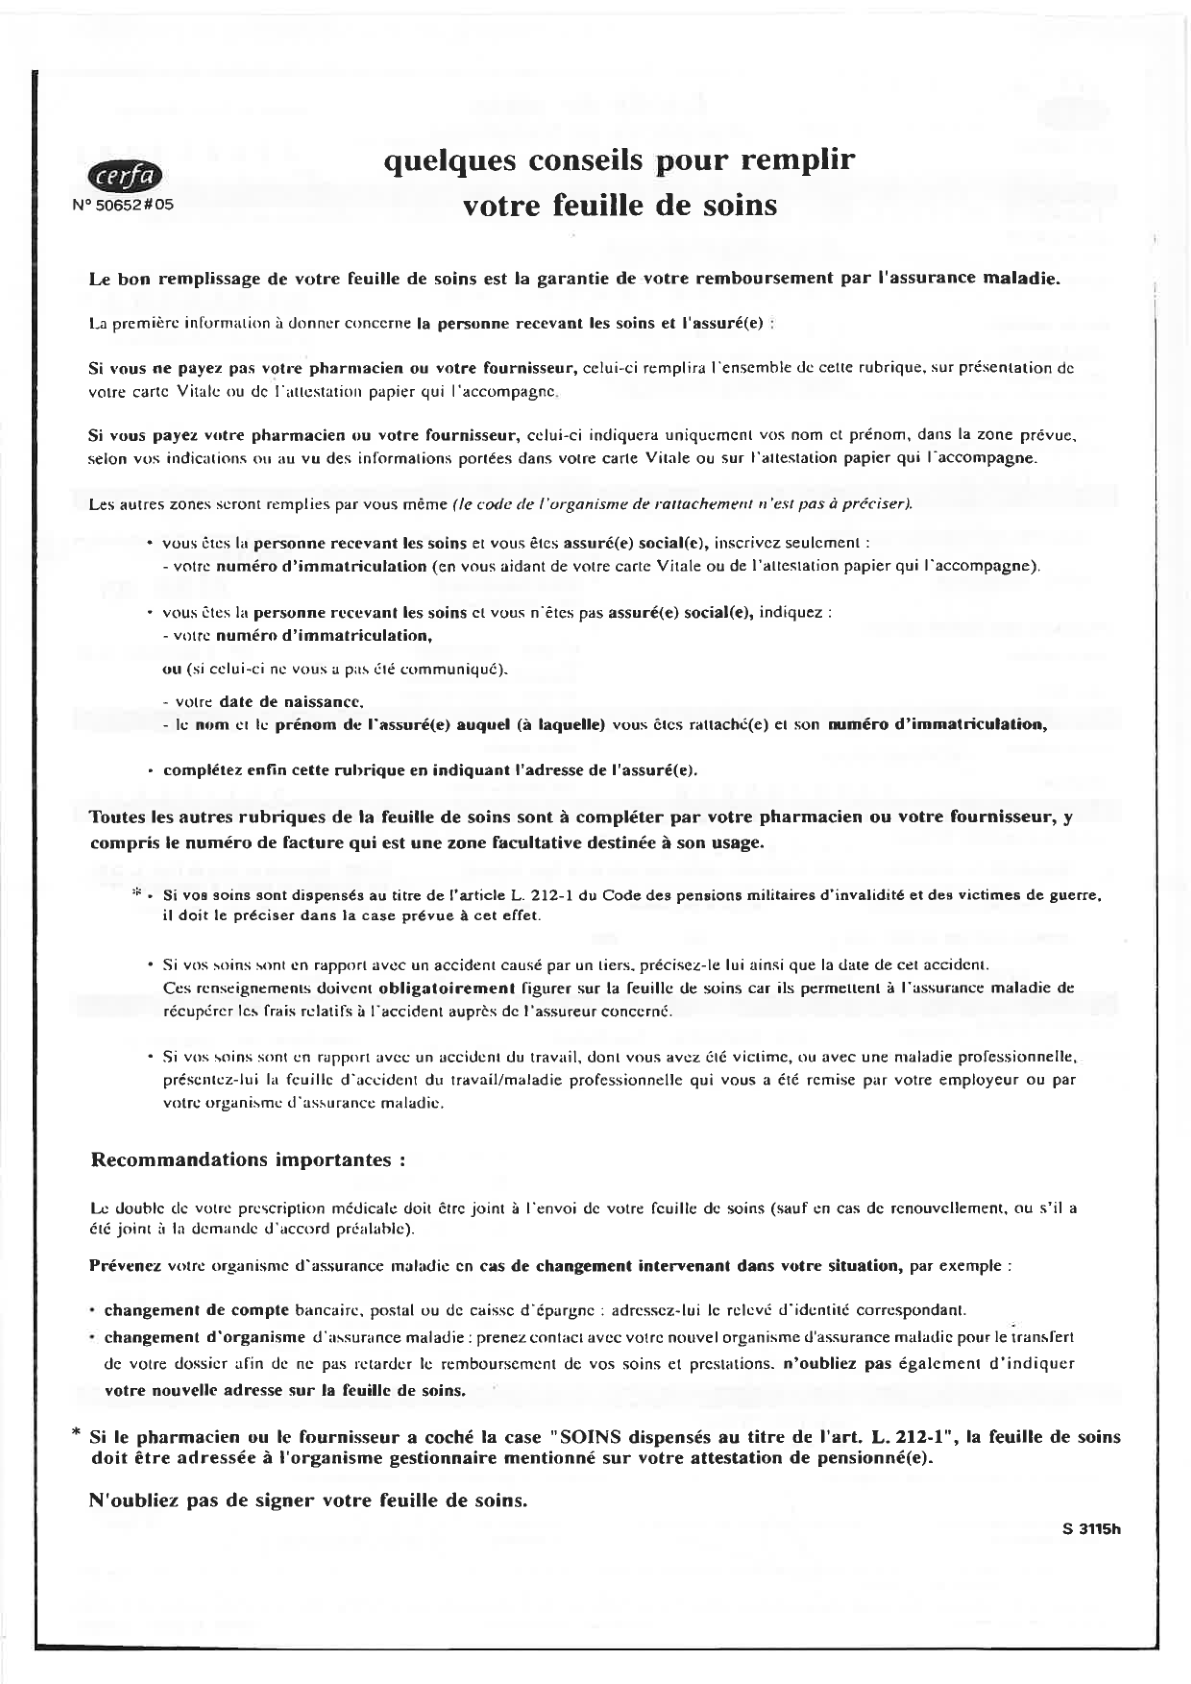 cerfa
N° 50652#05
quelques conseils pour remplir
votre feuille de soins
Le bon remplissage de votre feuille de soins est la garantie de votre remboursement par l'assurance maladie.
La première information à donner concerne la personne recevant les soins et l'assuré(e) :
Si vous ne payez pas votre pharmacien ou votre fournisseur, celui-ci remplira l'ensemble de cette rubrique, sur présentation de
votre carte Vitale ou de l'attestation papier qui l'accompagne.
Si vous payez votre pharmacien ou votre fournisseur, celui-ci indiquera uniquement vos nom et prénom, dans la zone prévue,
selon vos indications ou au vu des informations portées dans votre carte Vitale ou sur l'attestation papier qui l'accompagne.
Les autres zones seront remplies par vous même (le code de l'organisme de rattachement n'est pas à préciser).
• vous êtes la personne recevant les soins et vous êtes assuré(e) social(e), inscrivez seulement :
- votre numéro d'immatriculation (en vous aidant de votre carte Vitale ou de l'attestation papier qui l'accompagne).
• vous êtes la personne recevant les soins et vous n'êtes pas assuré(e) social(e), indiquez :
- votre numéro d'immatriculation,
ou (si celui-ci ne vous a pas été communiqué).
- votre date de naissance,
- le nom et le prénom de l'assuré(e) auquel (à laquelle) vous êtes rattaché(e) et son numéro d'immatriculation,
• complétez enfin cette rubrique en indiquant l'adresse de l'assuré(e).
Toutes les autres rubriques de la feuille de soins sont à compléter par votre pharmacien ou votre fournisseur, y
compris le numéro de facture qui est une zone facultative destinée à son usage.
* • Si vos soins sont dispensés au titre de l'article L. 212-1 du Code des pensions militaires d'invalidité et des victimes de guerre,
il doit le préciser dans la case prévue à cet effet.
• Si vos soins sont en rapport avec un accident causé par un tiers, précisez-le lui ainsi que la date de cet accident.
Ces renseignements doivent obligatoirement figurer sur la feuille de soins car ils permettent à l'assurance maladie de
récupérer les frais relatifs à l'accident auprès de l'assureur concerné.
• Si vos soins sont en rapport avec un accident du travail, dont vous avez été victime, ou avec une maladie professionnelle,
présentez-lui la feuille d'accident du travail/maladie professionnelle qui vous a été remise par votre employeur ou par
votre organisme d'assurance maladie.
Recommandations importantes :
Le double de votre prescription médicale doit être joint à l'envoi de votre feuille de soins (sauf en cas de renouvellement, ou s'il a
été joint à la demande d'accord préalable).
Prévenez votre organisme d'assurance maladie en cas de changement intervenant dans votre situation, par exemple :
• changement de compte bancaire, postal ou de caisse d'épargne : adressez-lui le relevé d'identité correspondant.
• changement d'organisme d'assurance maladie : prenez contact avec votre nouvel organisme d'assurance maladie pour le transfert
de votre dossier afin de ne pas retarder le remboursement de vos soins et prestations. n'oubliez pas également d'indiquer
votre nouvelle adresse sur la feuille de soins.
* Si le pharmacien ou le fournisseur a coché la case "SOINS dispensés au titre de l'art. L. 212-1", la feuille de soins
doit être adressée à l'organisme gestionnaire mentionné sur votre attestation de pensionné(e).
N'oubliez pas de signer votre feuille de soins.
S 3115h